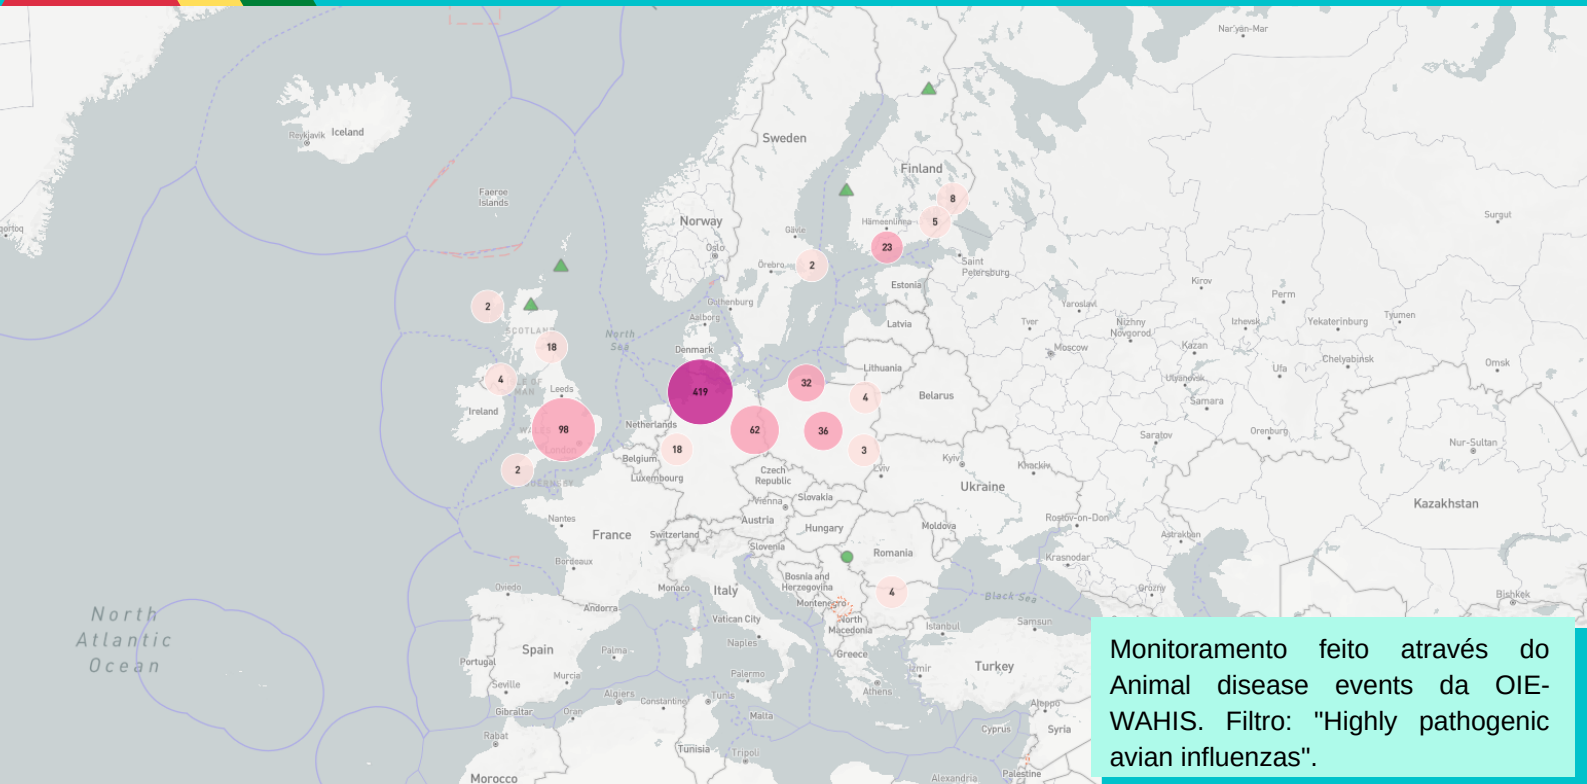 Nar'yan-Mar
Reykjavik
Iceland
Sweden
Finland
Faeroe
Islands
8
Surgut
Norway
Hämeenlinna
5
Gävle
23
Oslo
Örebro
2
Saint
Petersburg
Estonia
Kirov
Perm
2
Gothenburg
Yaroslavl
Tyumen
SCOTLAND
Aalborg
Latvia
Tver
Nizhny
Novgorod
Izhevsk
Yekaterinburg
North
Sea
18
Denmark
Moscow
Kazan
Chelyabinsk
Omsk
Lithuania
Ufa
4
Leeds
419
32
Ulyanovsk
4
Belarus
Samara
Ireland
Netherlands
98
62
36
Saratov
Orenburg
London
Belgium
18
3
Nur-Sultan
2
Luxembourg
Czech
Republic
Lviv
Kyiv
Kharkiv
Ukraine
Vienna
Slovakia
Kazakhstan
Nantes
Austria
Rostov-on-Don
France
Switzerland
Hungary
Moldova
Astrakhan
Slovenia
Romania
Bordeaux
Krasnodar
Bosnia and
Herzegovina
Oviedo
Monaco
Italy
4
Grozny
Black Sea
Bishkek
Andorra
Montenegro
North
Atlantic
Ocean
Vatican City
North
Macedonia
Istanbul
Samsun
Naples
Spain
Palma
Greece
Portugal
Izmir
Turkey
Murcia
Palermo
Seville
Athens
Algiers
Constantine
Tunis
Gibraltar
Oran
Malta
Aleppo
Rabat
Cyprus
Syria
Tunisia
Tripoli
Morocco
Alexandria
Palestine
Monitoramento feito através do
Animal disease events da OIE-
WAHIS. Filtro: "Highly pathogenic
avian influenzas".